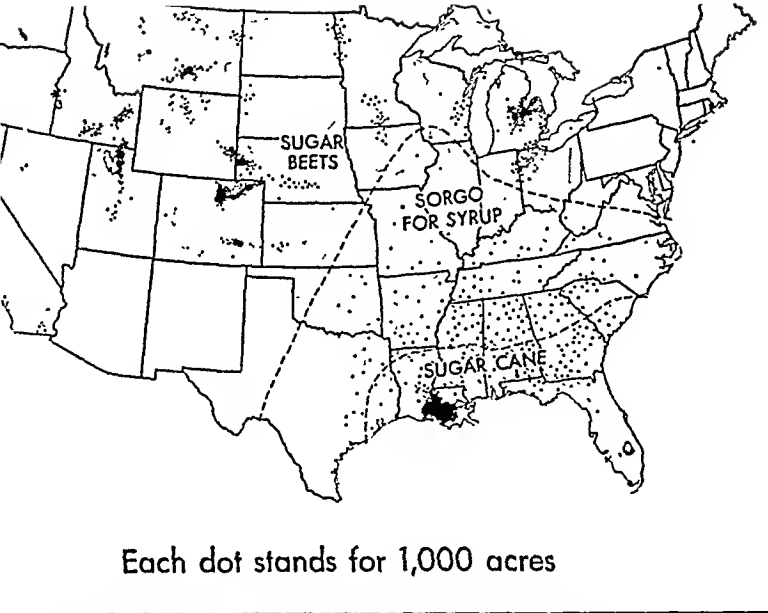 SUGAR
BEETS
SORGO
FOR SYRUP
SUGAR CANE
Each dot stands for 1,000 acres